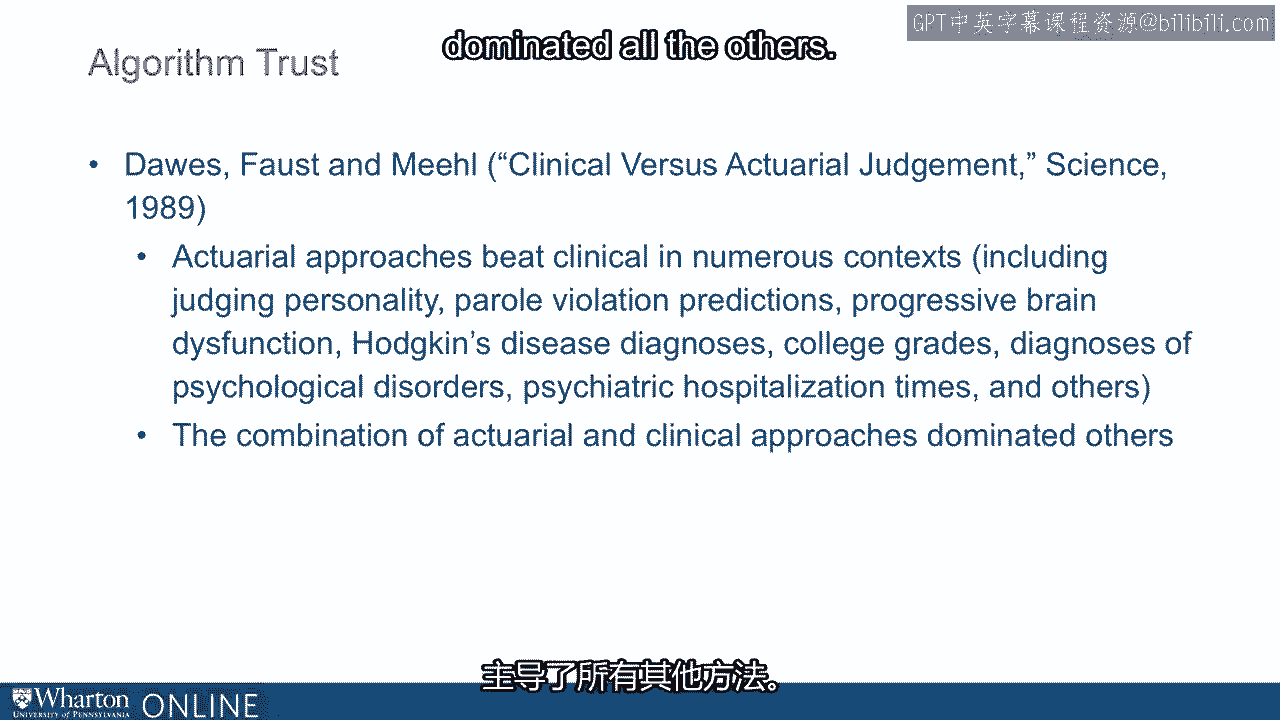 GPT中英字幕课程资源@bilibili.com
dominated all the others.
Algorithm Trust
• Dawes, Faust and Meehl (“Clinical Versus Actuarial Judgement,” Science,
1989)
• Actuarial approaches beat clinical in numerous contexts (including
judging personality, parole violation predictions, progressive brain
dysfunction, Hodgkin’s disease diagnoses, college grades, diagnoses of
psychological disorders, psychiatric hospitalization times, and others)
• The combination of actuarial and clinical approaches dominated others
主导了所有其他方法。
Wharton ONLINE
UNIVERSITY of PENNSYLVANIA